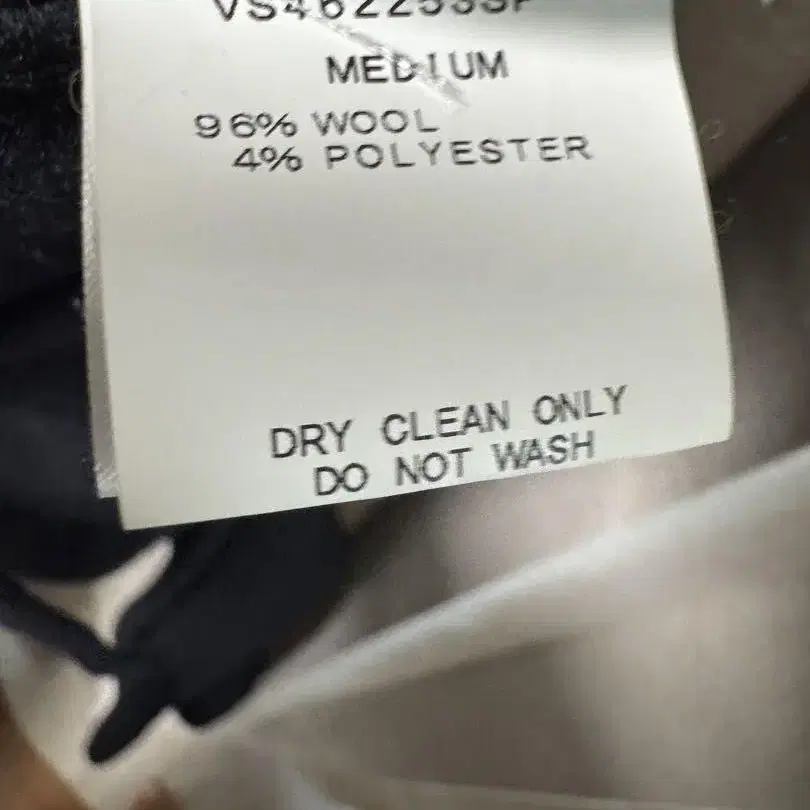 MEDIUM
96% WOOL
4% POLYESTER
DRY CLEAN ONLY
DO NOT WASH